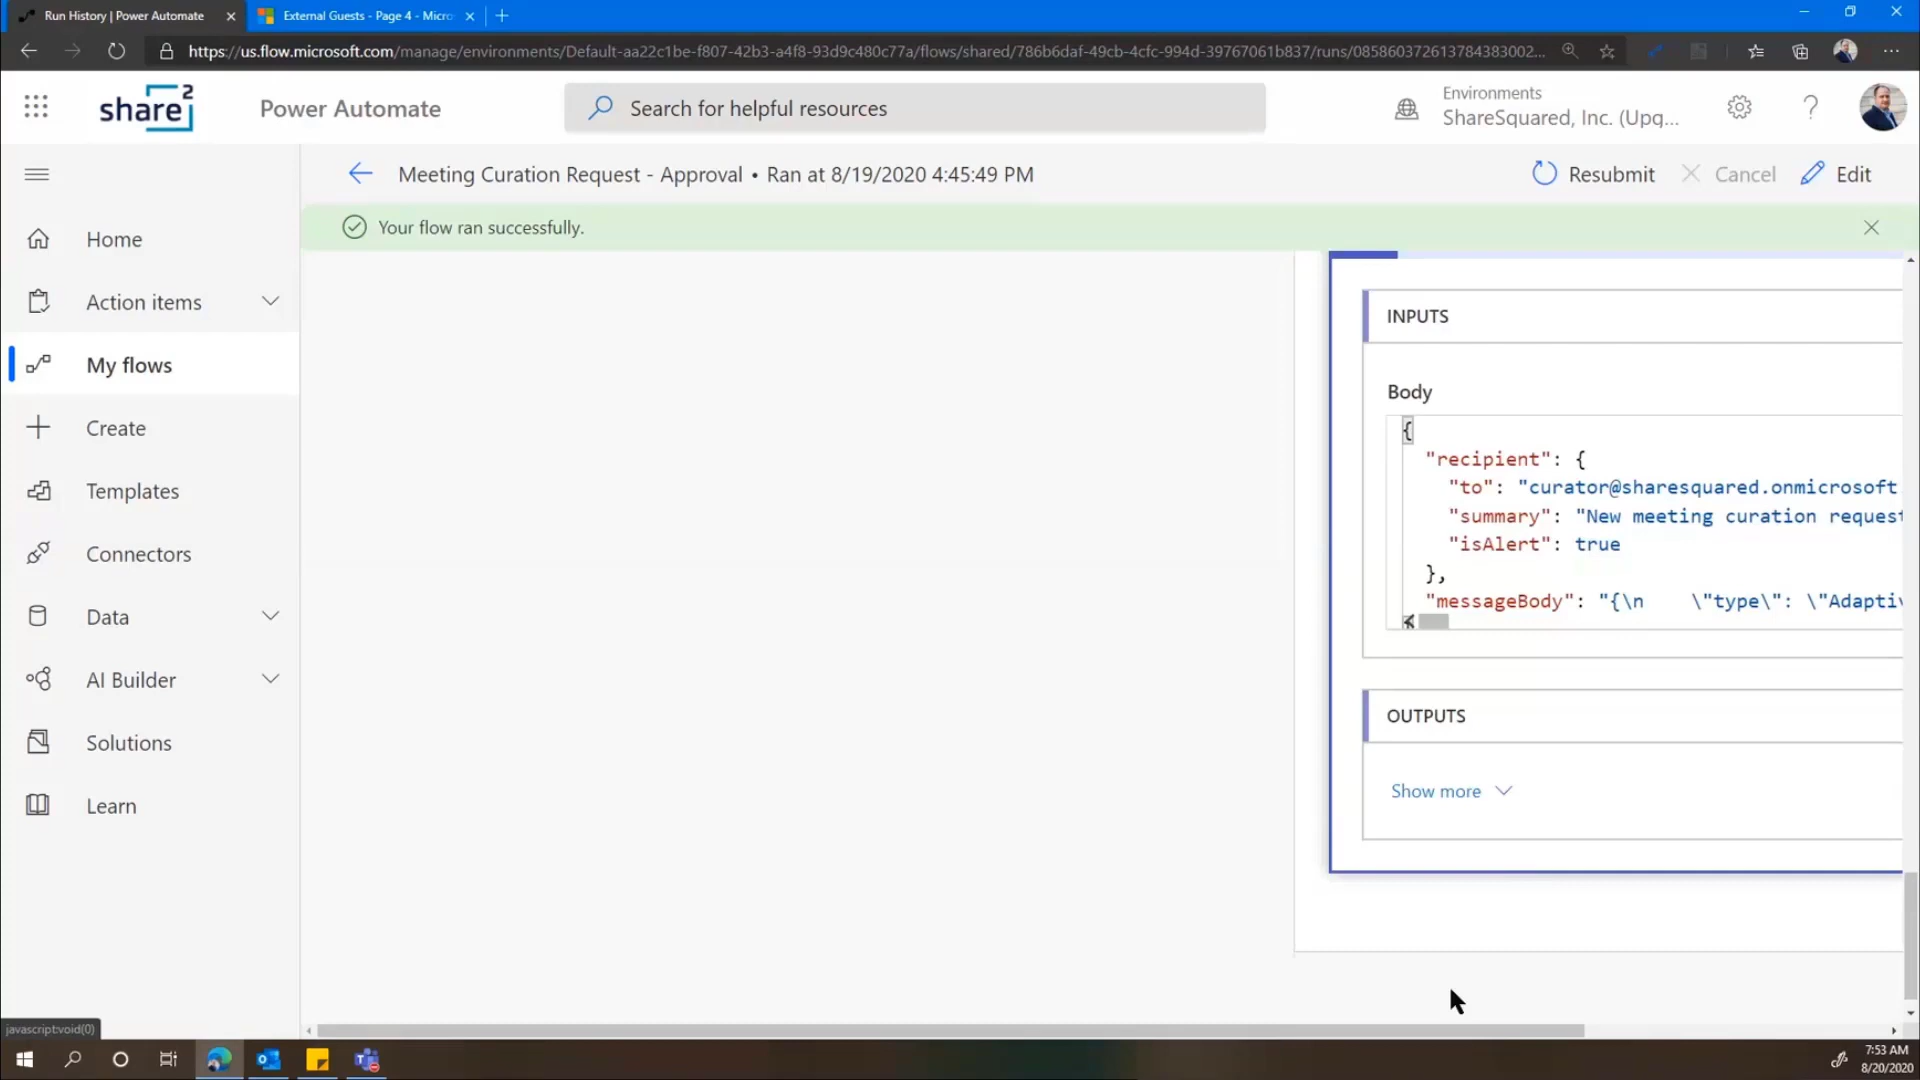 Run History | Power Automate
External Guests - Page 4 - Micro
https://us.flow.microsoft.com/manage/environments/Default-aa22c1be-f807-42b3-a4f8-93d9c480c77a/flows/shared/786b6daf-49cb-4cfc-994d-39767061b837/runs/085860372613784383002...
share2
Power Automate
Search for helpful resources
Environments
ShareSquared, Inc. (Upq...
Meeting Curation Request - Approval • Ran at 8/19/2020 4:45:49 PM
Resubmit
Cancel
Edit
Your flow ran successfully.
Home
Action items
My flows
Create
Templates
Connectors
Data
AI Builder
Solutions
Learn
INPUTS
Body
{
"recipient": {
"to": "curator@sharesquared.onmicrosoft
"summary": "New meeting curation request
"isAlert": true
},
"messageBody": "{\n    \"type\": \"Adaptiv
OUTPUTS
Show more
javascript:void(0)
7:53 AM
8/20/2020